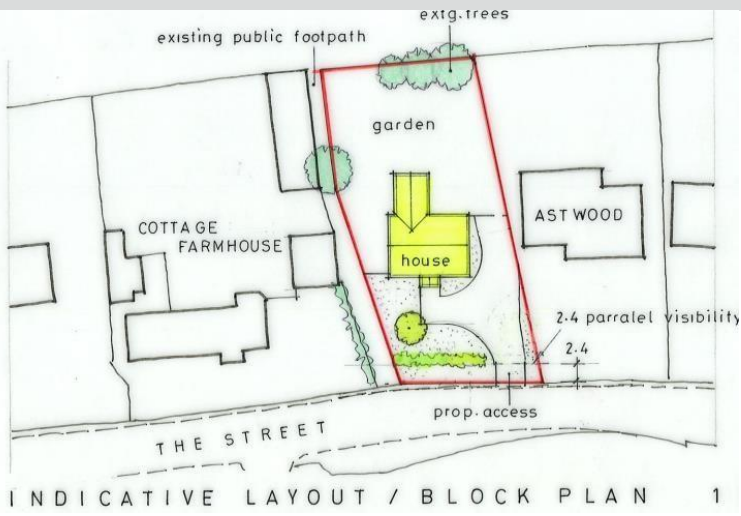 extg.trees
existing public footpath
garden
COTTAGE
FARMHOUSE
ASTWOOD
house
2.4 parralel visibility
2.4
prop.access
THE STREET
INDICATIVE LAYOUT / BLOCK PLAN 1